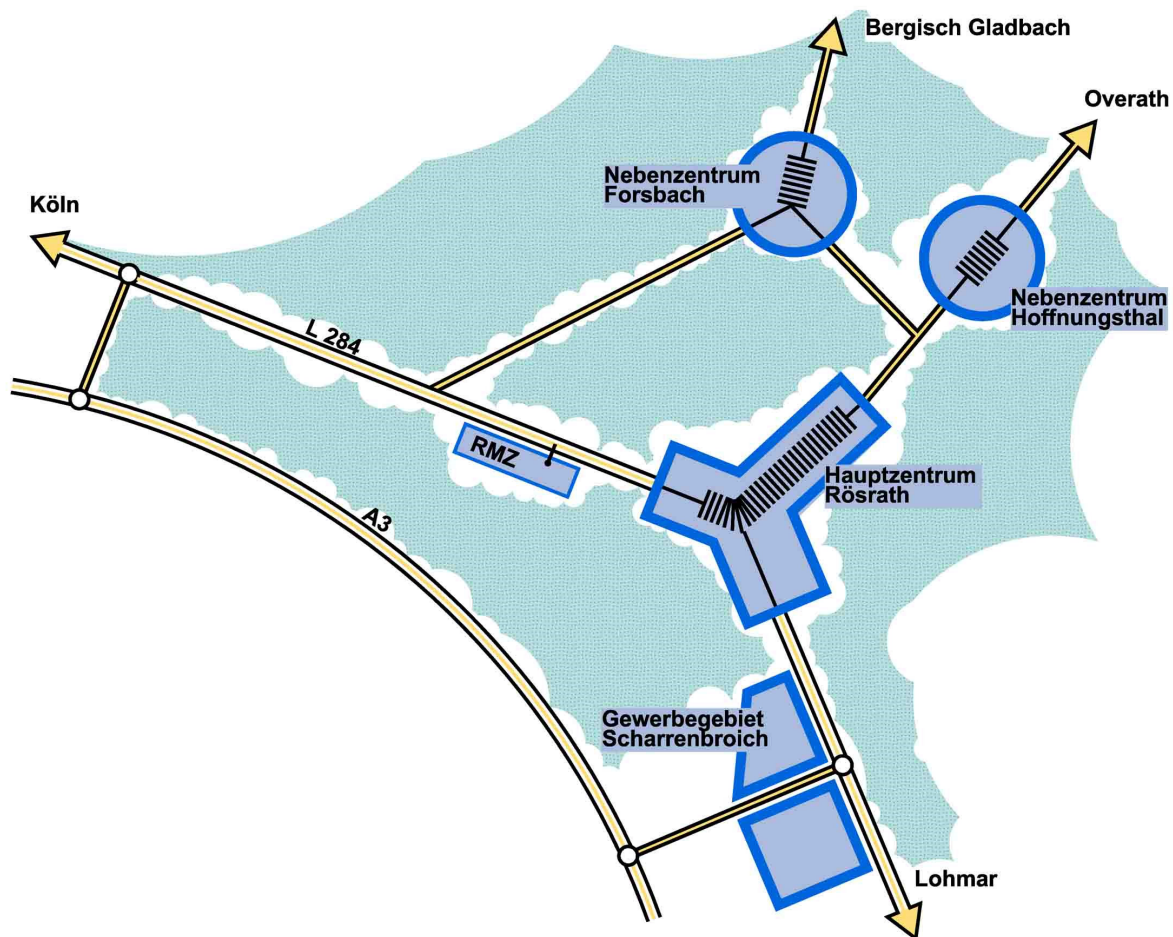 Bergisch Gladbach
Overath
Nebenzentrum
Forsbach
Köln
Nebenzentrum
Hoffnungsthal
L 284
RMZ
Hauptzentrum
Rösrath
A3
Gewerbegebiet
Scharrenbroich
Lohmar